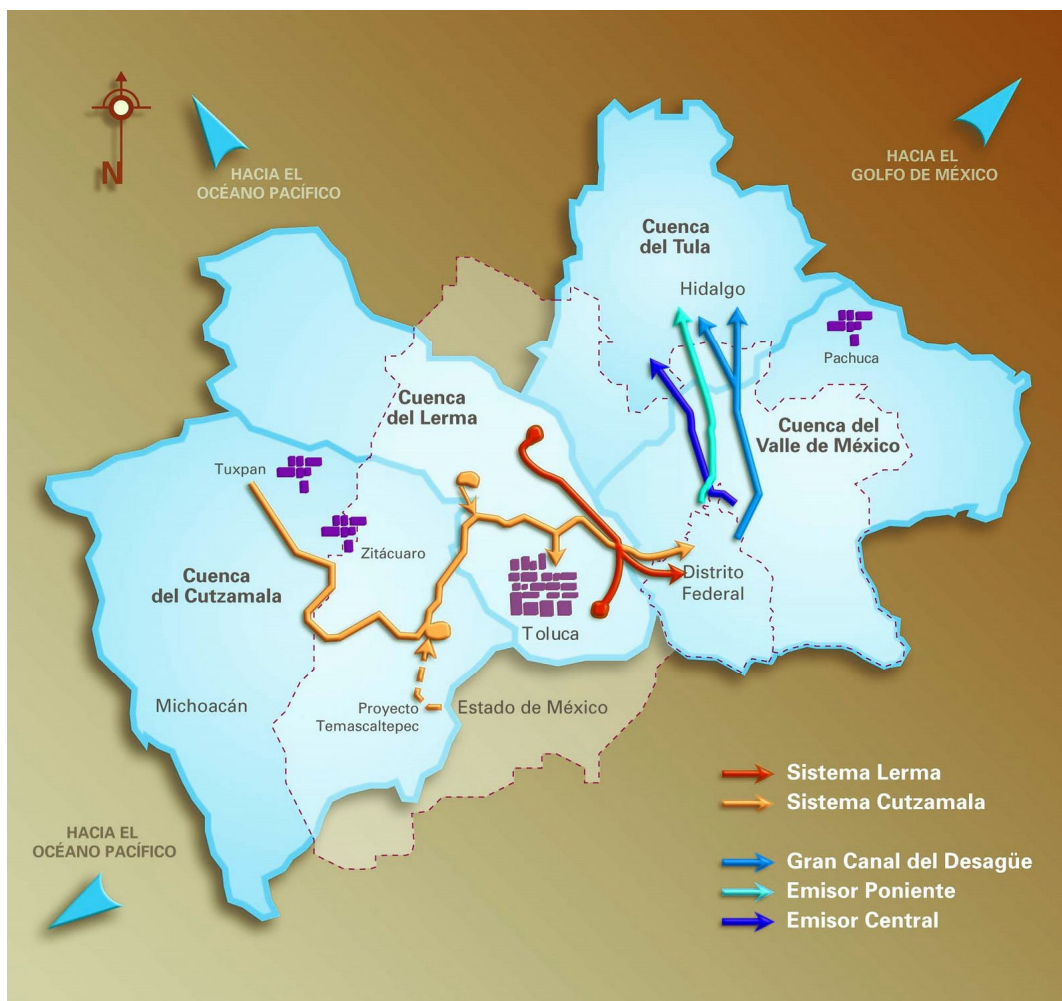 N
HACIA EL
OCÉANO PACÍFICO
HACIA EL
GOLFO DE MÉXICO
Cuenca
del Tula
Hidalgo
Pachuca
Cuenca
del Lerma
Cuenca del
Valle de México
Tuxpan
Zitácuaro
Cuenca
del Cutzamala
Distrito
Federal
Toluca
Michoacán
Proyecto
Temascaltepec
Estado de México
Sistema Lerma
Sistema Cutzamala
HACIA EL
OCÉANO PACÍFICO
Gran Canal del Desagüe
Emisor Poniente
Emisor Central